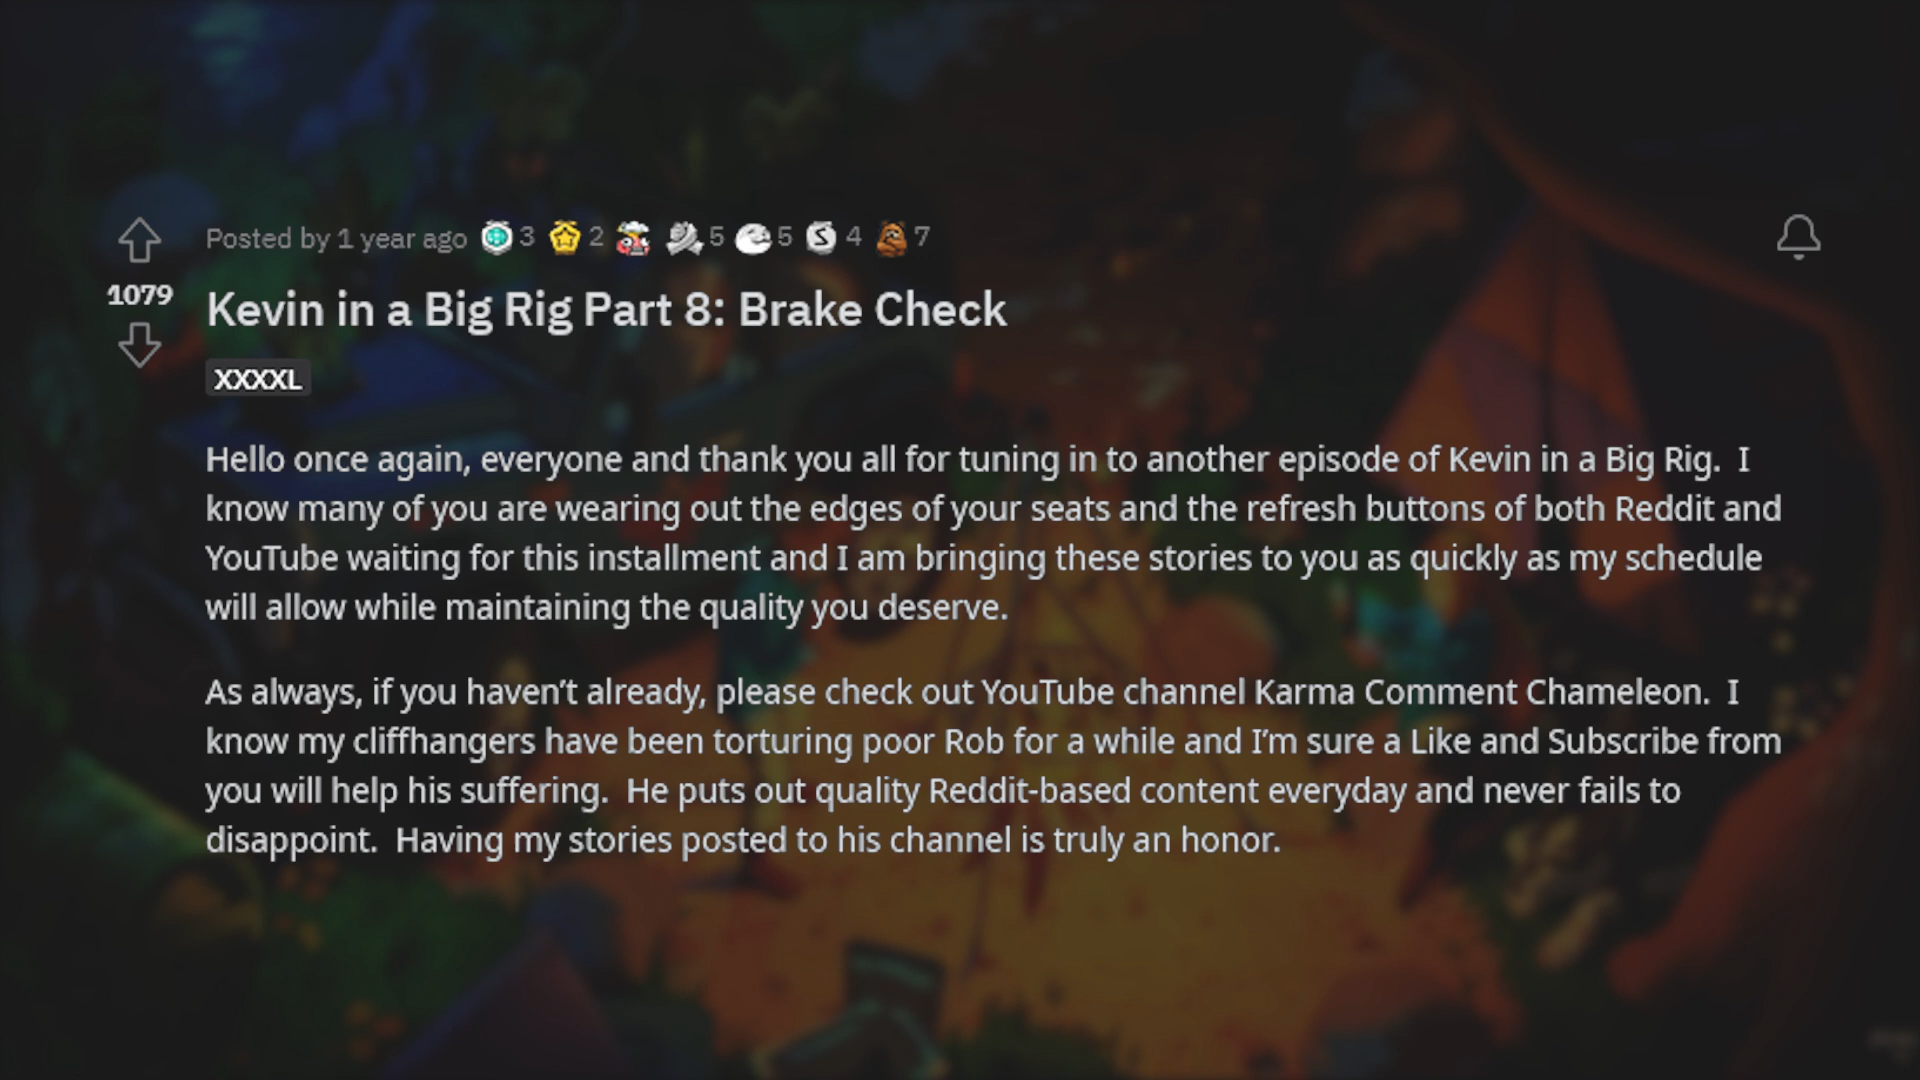 Posted by 1 year ago 3 2 5 5 4 7
1079
Kevin in a Big Rig Part 8: Brake Check
XXXXL
Hello once again, everyone and thank you all for tuning in to another episode of Kevin in a Big Rig.  I
know many of you are wearing out the edges of your seats and the refresh buttons of both Reddit and
YouTube waiting for this installment and I am bringing these stories to you as quickly as my schedule
will allow while maintaining the quality you deserve.
As always, if you haven’t already, please check out YouTube channel Karma Comment Chameleon.  I
know my cliffhangers have been torturing poor Rob for a while and I’m sure a Like and Subscribe from
you will help his suffering.  He puts out quality Reddit-based content everyday and never fails to
disappoint.  Having my stories posted to his channel is truly an honor.